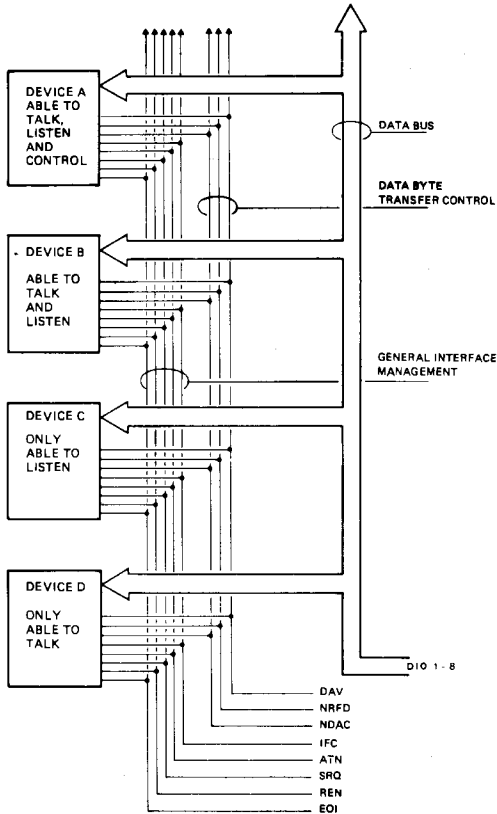 DEVICE A
ABLE TO
TALK,
LISTEN
AND
CONTROL
DATA BUS
DATA BYTE
TRANSFER CONTROL
DEVICE B
ABLE TO
TALK
AND
LISTEN
GENERAL INTERFACE
MANAGEMENT
DEVICE C
ONLY
ABLE TO
LISTEN
DEVICE D
ONLY
ABLE TO
TALK
DIO 1 - 8
DAV
NRFD
NDAC
IFC
ATN
SRQ
REN
EOI